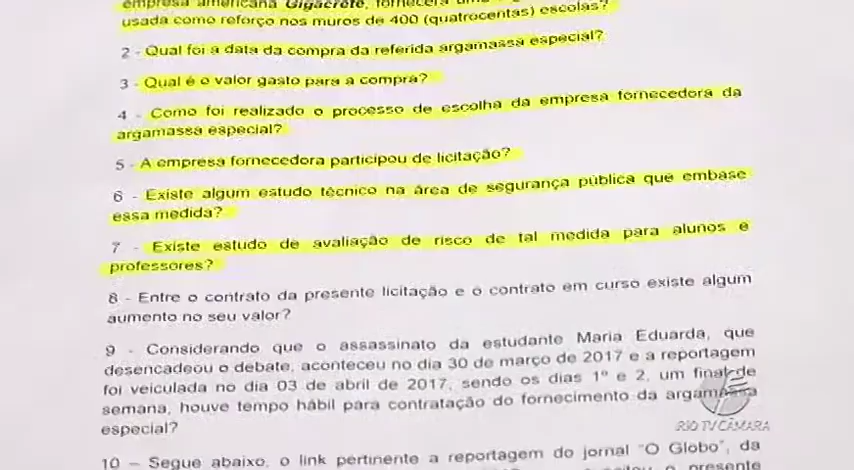 empresa americana Gigacrete, fornecerá
usada como reforço nos muros de 400 (quatrocentas) escolas?
2 - Qual foi a data da compra da referida argamassa especial?
3 - Qual é o valor gasto para a compra?
4 - Como foi realizado o processo de escolha da empresa fornecedora da
argamassa especial?
5 - A empresa fornecedora participou de licitação?
6 - Existe algum estudo técnico na área de segurança pública que embase
essa medida?
7 - Existe estudo de avaliação de risco de tal medida para alunos e
professores?
8 - Entre o contrato da presente licitação e o contrato em curso existe algum
aumento no seu valor?
9 - Considerando que o assassinato da estudante Maria Eduarda, que
desencadeou o debate, aconteceu no dia 30 de março de 2017 e a reportagem
foi veiculada no dia 03 de abril de 2017, sendo os dias 1º e 2, um final de
semana, houve tempo hábil para contratação do fornecimento da argamassa
especial?
RIO TV CÂMARA
10 – Segue abaixo, o link pertinente a reportagem do jornal "O Globo", da
o presente